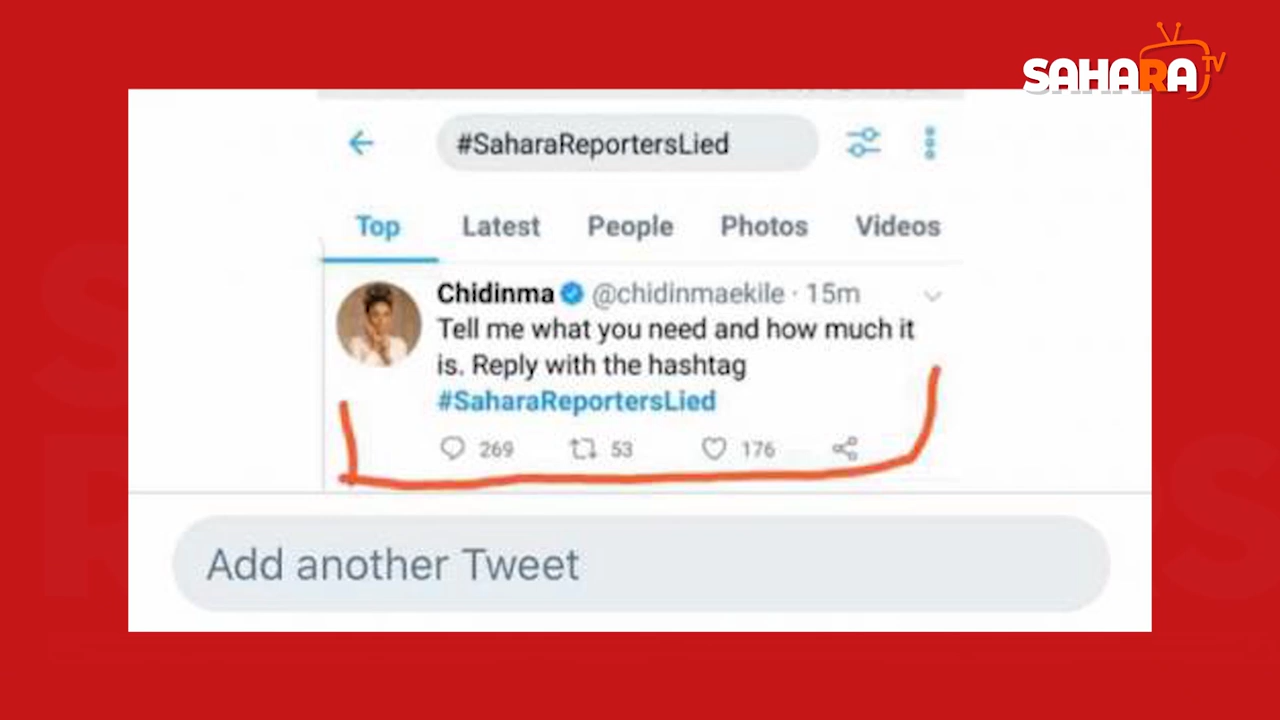 SAHARA TV
#SaharaReportersLied
Top Latest People Photos Videos
Chidinma @chidinmaekile · 15m
Tell me what you need and how much it
is. Reply with the hashtag
#SaharaReportersLied
269 53 176
Add another Tweet